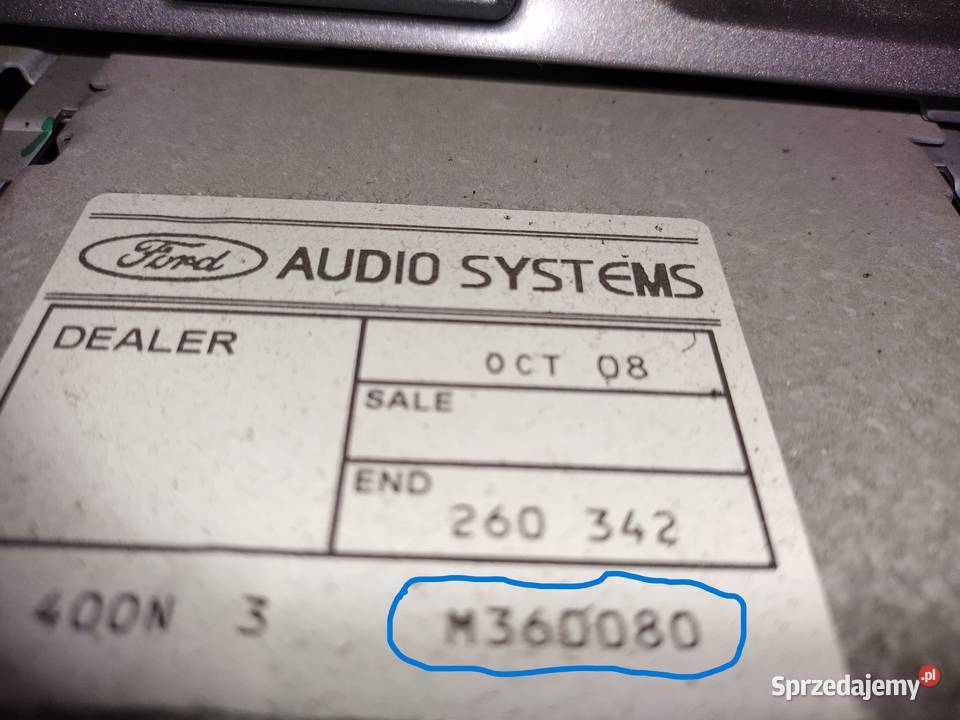 Ford AUDIO SYSTEMS
DEALER
OCT 08
SALE
END
260 342
400N 3 M360080
Sprzedajemy.pl